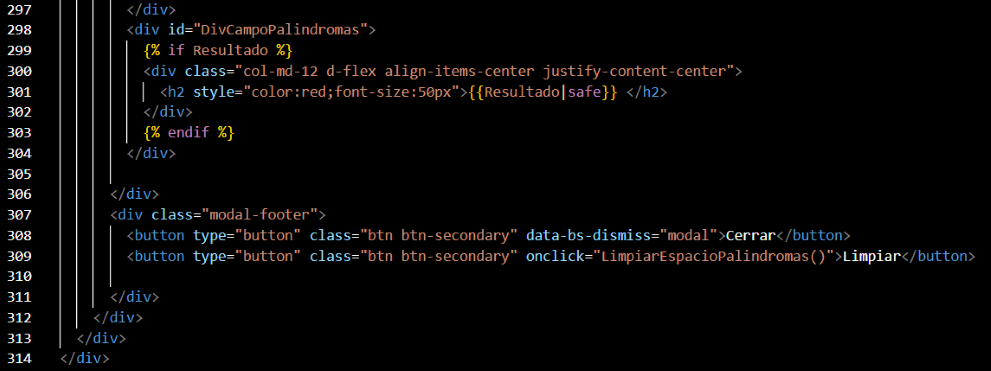 297 </div>
298 <div id="DivCampoPalindromas">
299 {% if Resultado %}
300 <div class="col-md-12 d-flex align-items-center justify-content-center">
301 <h2 style="color:red;font-size:50px">{{Resultado|safe}} </h2>
302 </div>
303 {% endif %}
304 </div>
305
306 </div>
307 <div class="modal-footer">
308 <button type="button" class="btn btn-secondary" data-bs-dismiss="modal">Cerrar</button>
309 <button type="button" class="btn btn-secondary" onclick="LimpiarEspacioPalindromas()">Limpiar</button>
310
311 </div>
312 </div>
313 </div>
314 </div>